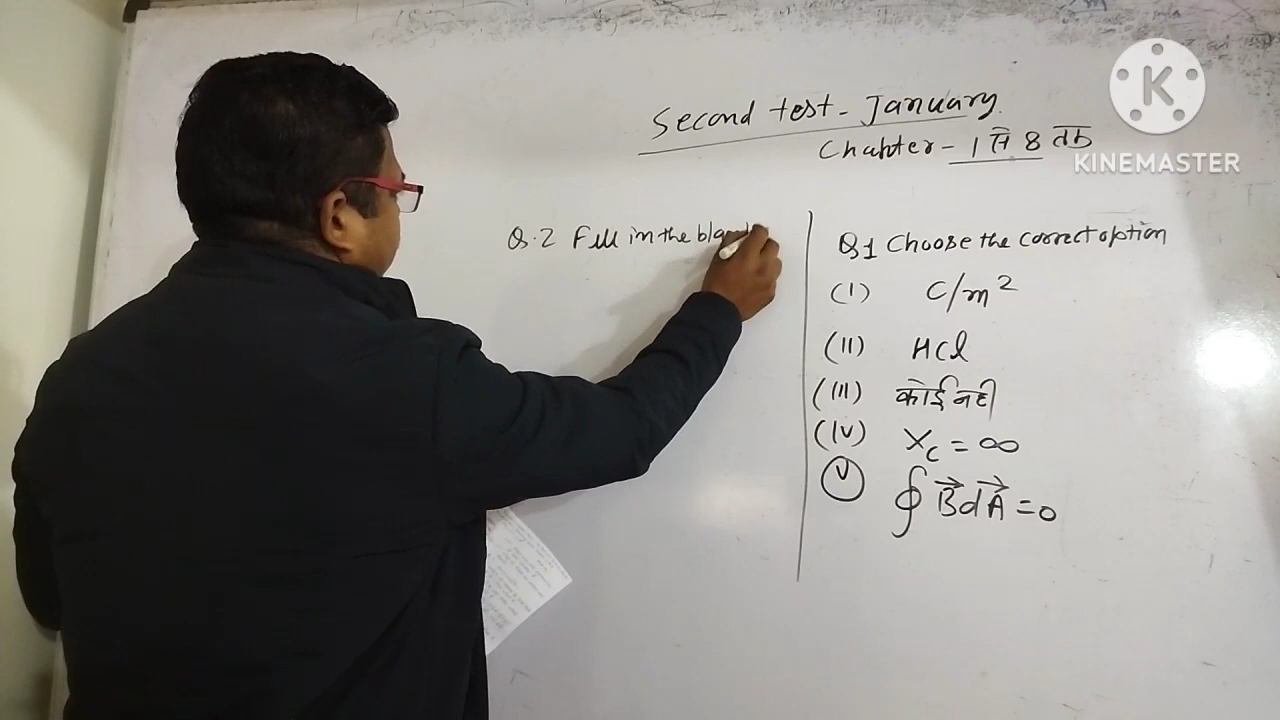 Second test - January
Chapter - 1 से 8 तक
KINEMASTER
Q.2 Fill in the
Q1 Choose the correct option
(I) C/m²
(II) HCl
(III) कोई नही
(IV) Xc = ∞
(V) ∮ B⃗ dA⃗ = 0